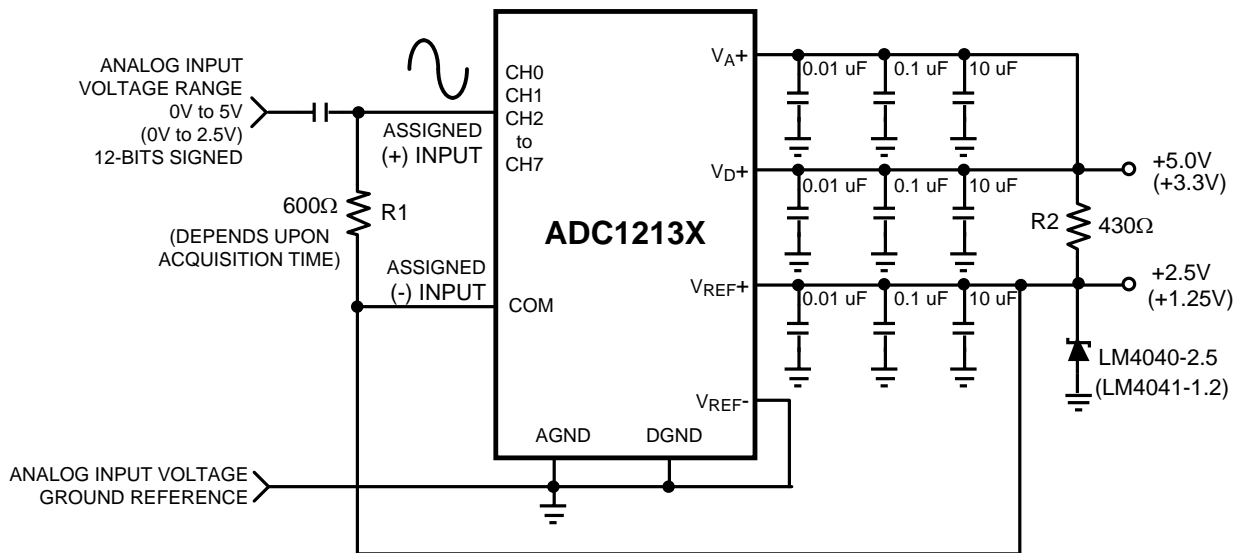 ANALOG INPUT
VOLTAGE RANGE
0V to 5V
(0V to 2.5V)
12-BITS SIGNED
ASSIGNED
(+) INPUT
600Ω
R1
(DEPENDS UPON
ACQUISITION TIME)
ASSIGNED
(-) INPUT
CH0
CH1
CH2
to
CH7
COM
ADC1213X
VA+
VD+
VREF+
VREF-
AGND
DGND
0.01 uF
0.1 uF
10 uF
0.01 uF
0.1 uF
10 uF
0.01 uF
0.1 uF
10 uF
+5.0V
(+3.3V)
R2
430Ω
+2.5V
(+1.25V)
LM4040-2.5
(LM4041-1.2)
ANALOG INPUT VOLTAGE
GROUND REFERENCE